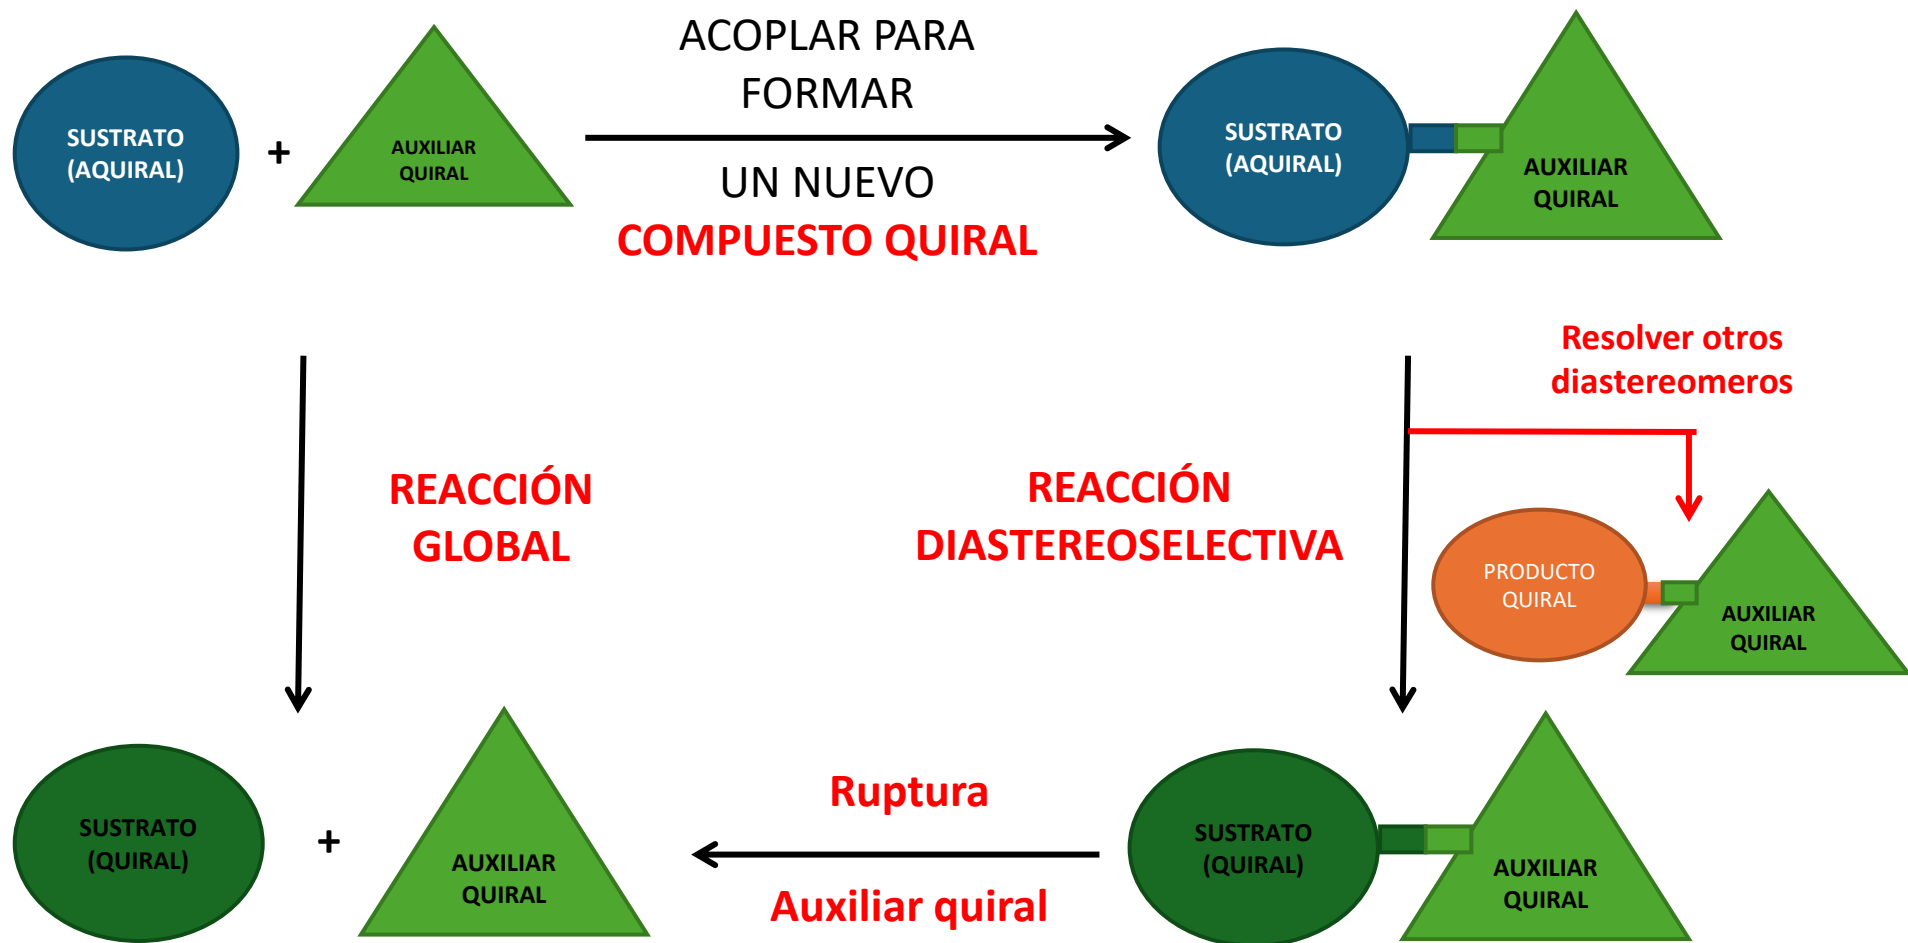 SUSTRATO
(AQUIRAL)
+
AUXILIAR
QUIRAL
ACOPLAR PARA
FORMAR
UN NUEVO
COMPUESTO QUIRAL
SUSTRATO
(AQUIRAL)
AUXILIAR
QUIRAL
Resolver otros
diastereomeros
REACCIÓN
GLOBAL
REACCIÓN
DIASTEREOSELECTIVA
PRODUCTO
QUIRAL
AUXILIAR
QUIRAL
SUSTRATO
(QUIRAL)
+
AUXILIAR
QUIRAL
Ruptura
Auxiliar quiral
SUSTRATO
(QUIRAL)
AUXILIAR
QUIRAL